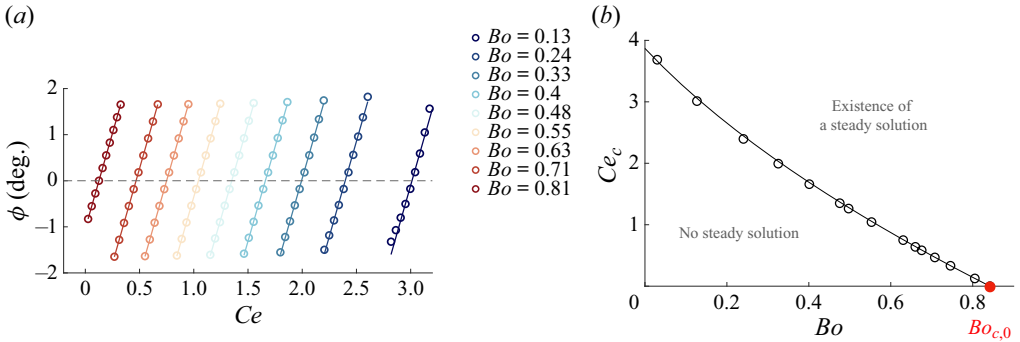 (a)
2
1
0
−1
−2
ϕ (deg.)
0 0.5 1.0 1.5 2.0 2.5 3.0
Ce
Bo = 0.13
Bo = 0.24
Bo = 0.33
Bo = 0.4
Bo = 0.48
Bo = 0.55
Bo = 0.63
Bo = 0.71
Bo = 0.81
(b)
4
3
2
1
Ce_c
Existence of
a steady solution
No steady solution
0 0.2 0.4 0.6 0.8
Bo
Bo_{c,0}